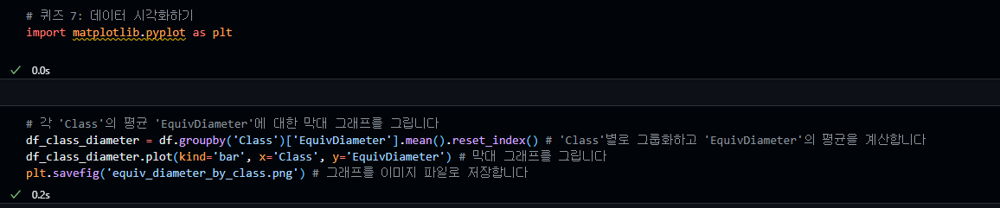 # 퀴즈 7: 데이터 시각화하기
import matplotlib.pyplot as plt
0.0s
# 각 'Class'의 평균 'EquivDiameter'에 대한 막대 그래프를 그립니다
df_class_diameter = df.groupby('Class')['EquivDiameter'].mean().reset_index() # 'Class'별로 그룹화하고 'EquivDiameter'의 평균을 계산합니다
df_class_diameter.plot(kind='bar', x='Class', y='EquivDiameter') # 막대 그래프를 그립니다
plt.savefig('equiv_diameter_by_class.png') # 그래프를 이미지 파일로 저장합니다
0.2s